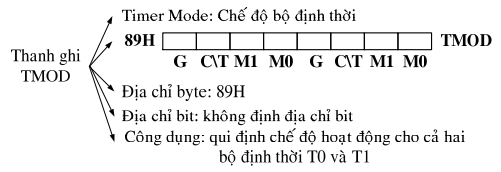 Timer Mode: Chế độ bộ định thời
89H TMOD
G C\T M1 M0 G C\T M1 M0
Thanh ghi
TMOD
Địa chỉ byte: 89H
Địa chỉ bit: không định địa chỉ bit
Công dụng: qui định chế độ hoạt động cho cả hai
bộ định thời T0 và T1